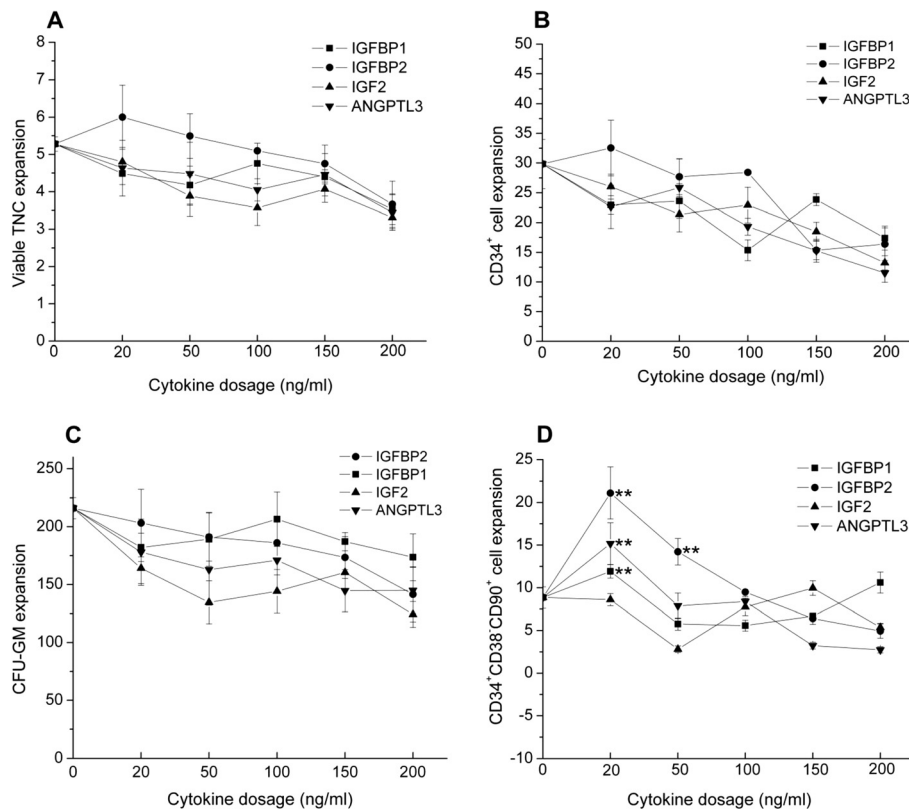 A
IGFBP1
IGFBP2
IGF2
ANGPTL3
Viable TNC expansion
8
7
6
5
4
3
2
1
0
0 20 50 100 150 200
Cytokine dosage (ng/ml)
B
IGFBP1
IGFBP2
IGF2
ANGPTL3
CD34+ cell expansion
50
45
40
35
30
25
20
15
10
5
0
0 20 50 100 150 200
Cytokine dosage (ng/ml)
C
IGFBP2
IGFBP1
IGF2
ANGPTL3
CFU-GM expansion
250
200
150
100
50
0
0 20 50 100 150 200
Cytokine dosage (ng/ml)
D
IGFBP1
IGFBP2
IGF2
ANGPTL3
CD34+CD38-CD90+ cell expansion
25
20
15
10
5
0
-5
-10
**
**
**
**
0 20 50 100 150 200
Cytokine dosage (ng/ml)